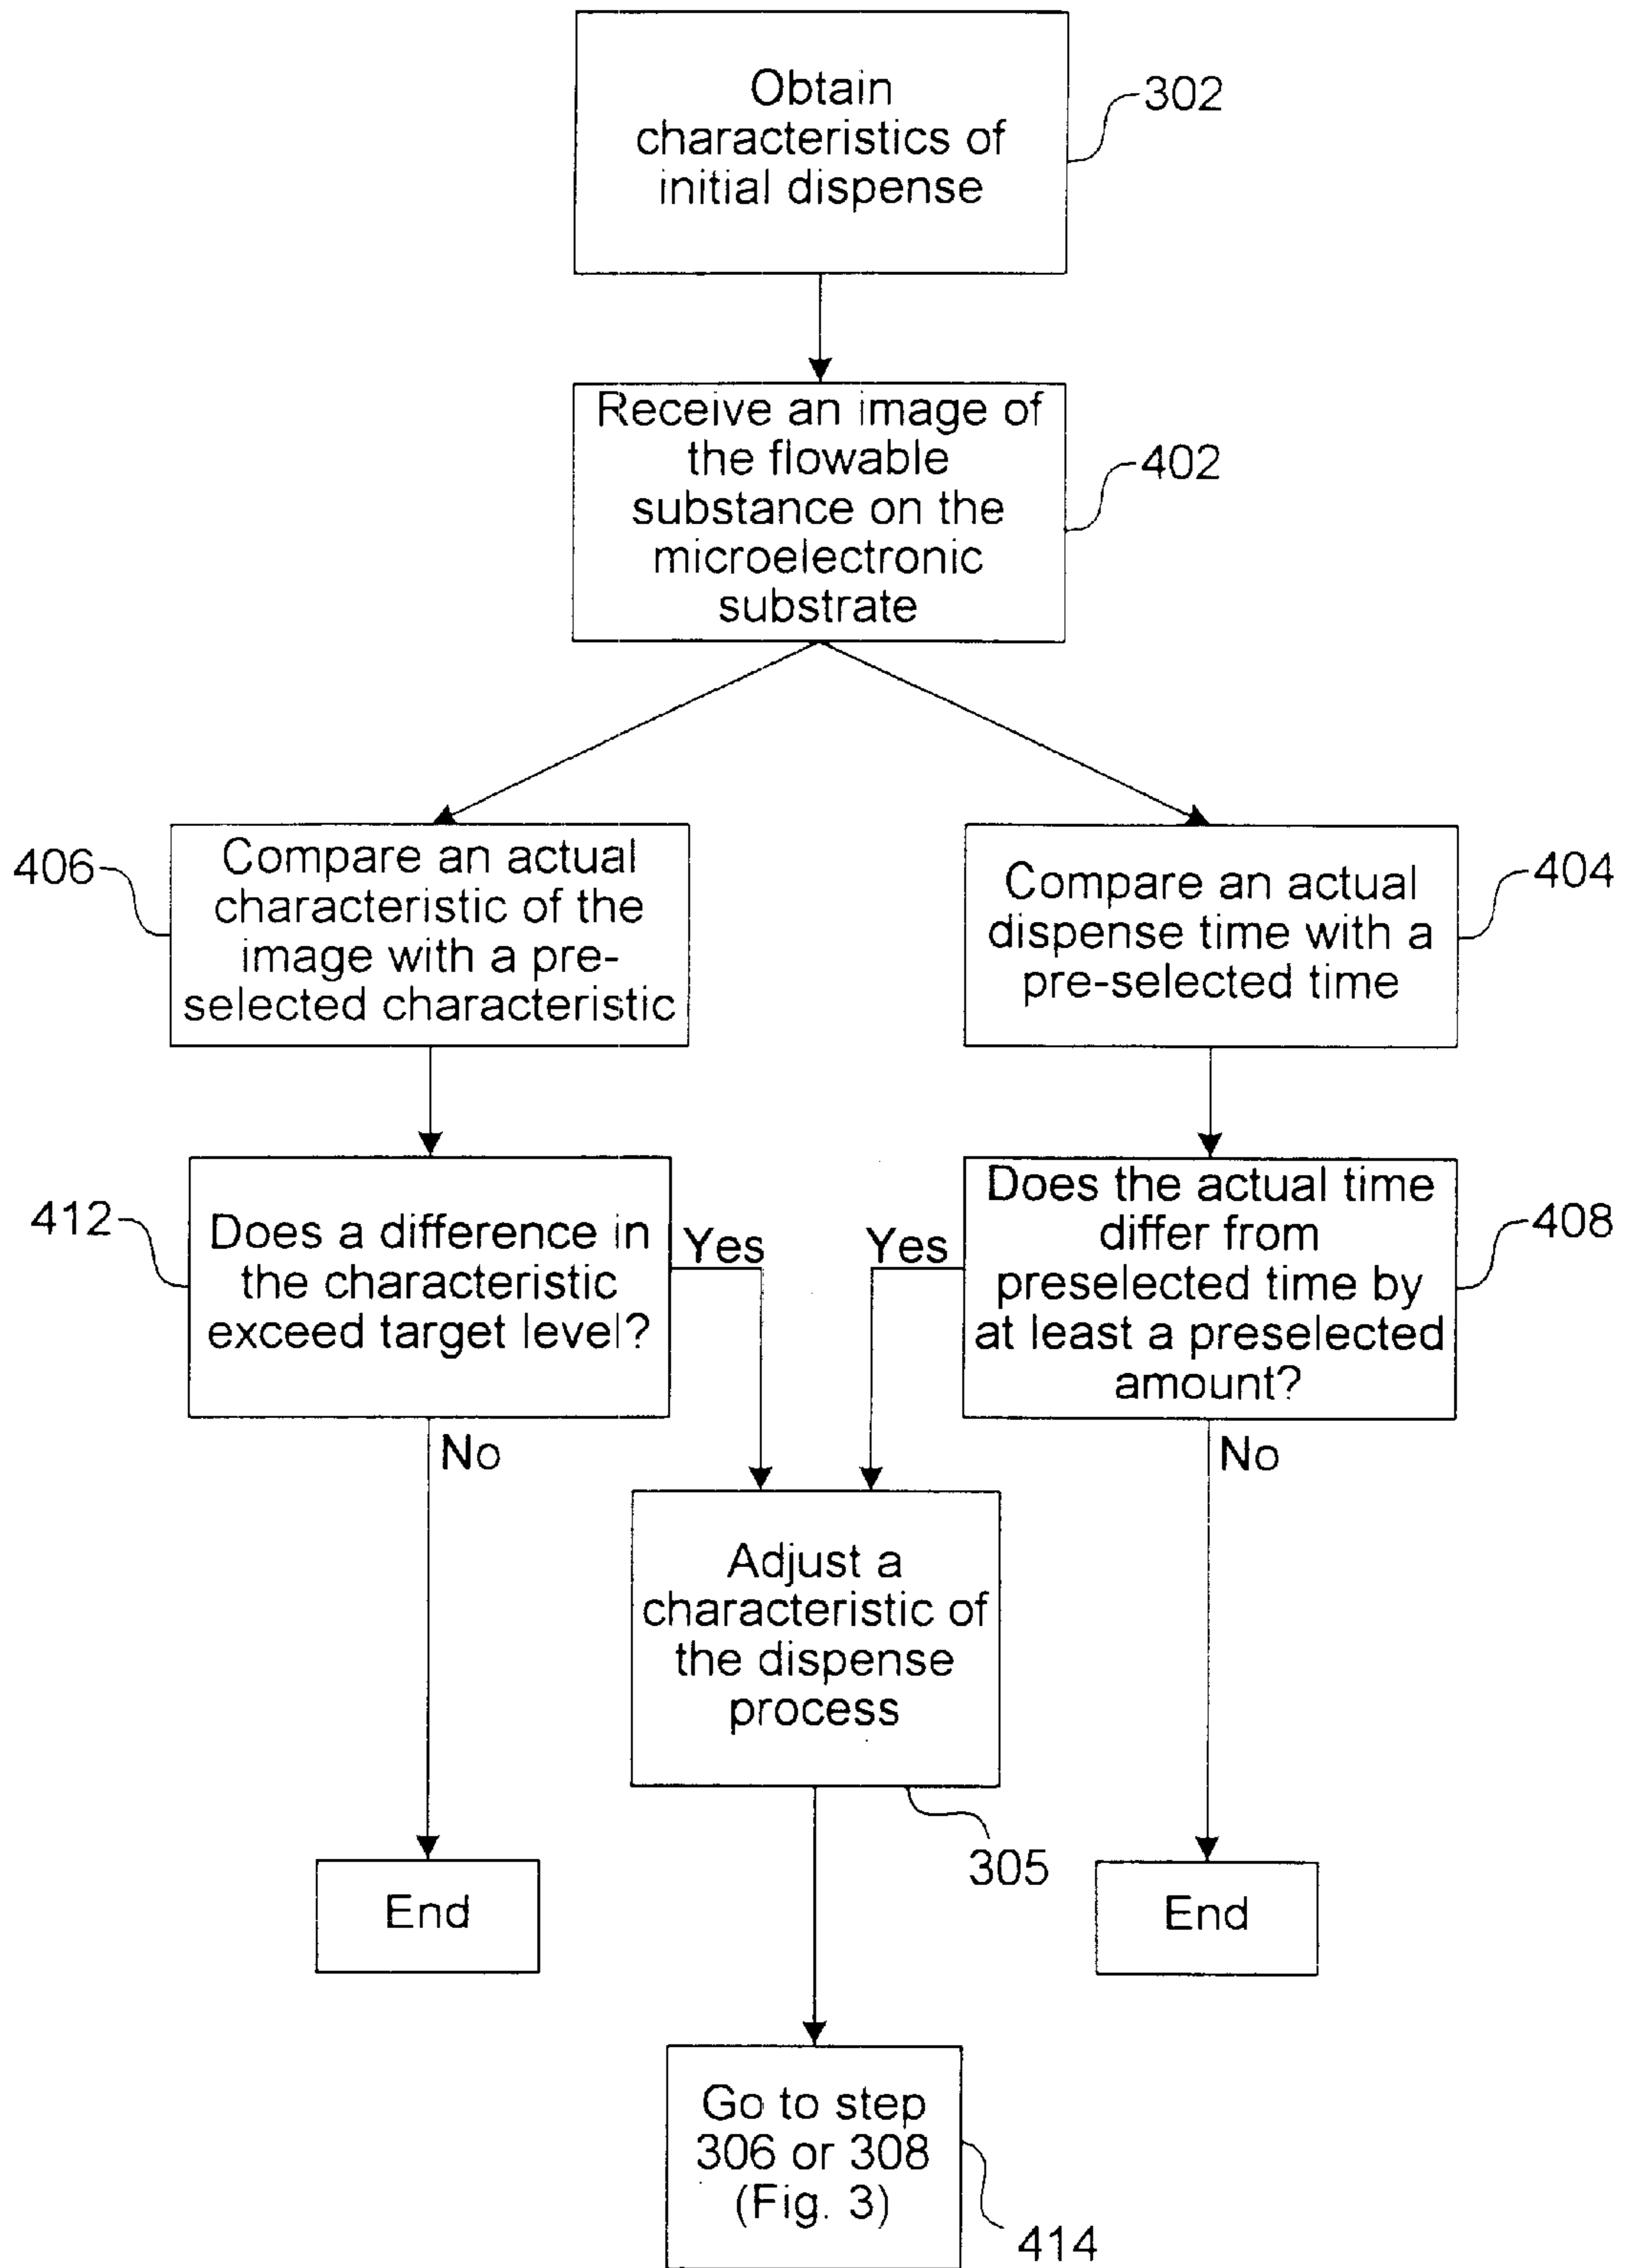 Obtain
characteristics of
initial dispense
302
Receive an image of
the flowable
substance on the
microelectronic
substrate
402
406
Compare an actual
characteristic of the
image with a pre-
selected characteristic
Compare an actual
dispense time with a
pre-selected time
404
412
Does a difference in
the characteristic
exceed target level?
Yes
Yes
Does the actual time
differ from
preselected time by
at least a preselected
amount?
408
No
No
Adjust a
characteristic of
the dispense
process
305
End
End
Go to step
306 or 308
(Fig. 3)
414